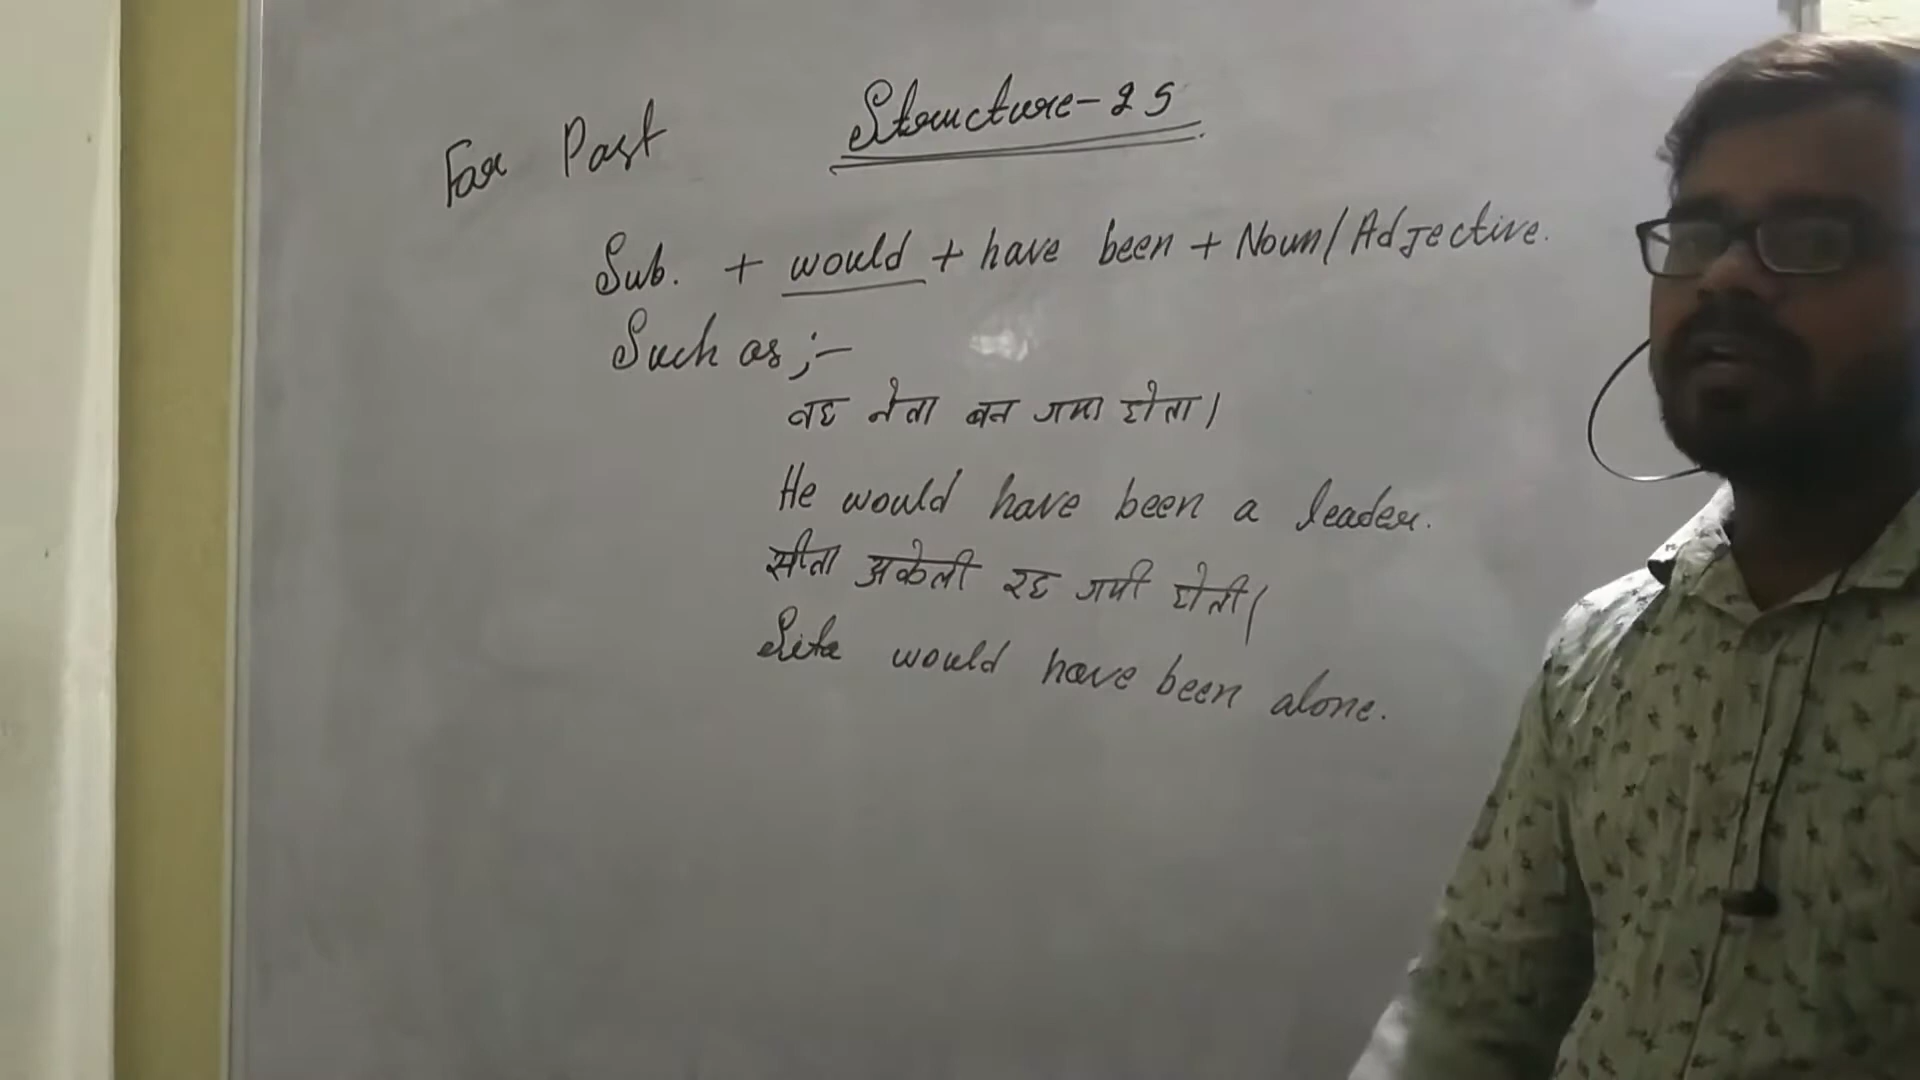 For Past
Structure-25
Sub. + would + have been + Noun/Adjective.
Such as;-
वह नेता बन गया होता।
He would have been a leader.
सीता अकेली रह गयी होती।
Sita would have been alone.